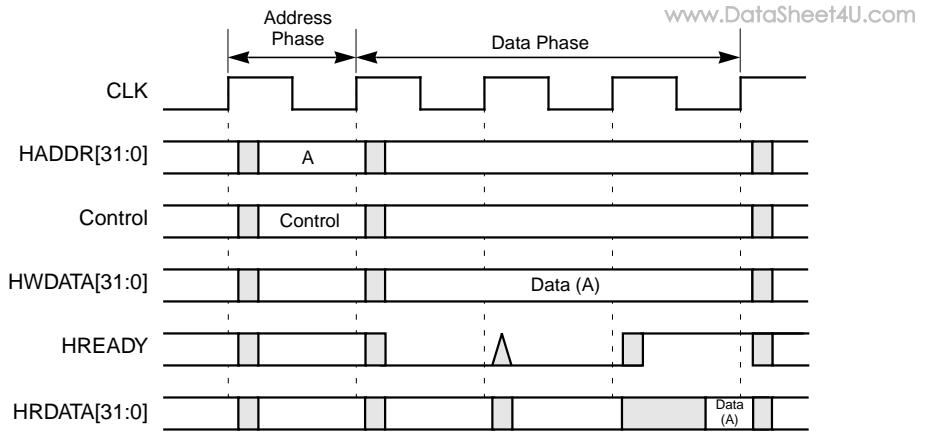 www.DataSheet4U.com
Address
Phase
Data Phase
CLK
HADDR[31:0]
A
Control
Control
HWDATA[31:0]
Data (A)
HREADY
HRDATA[31:0]
Data
(A)